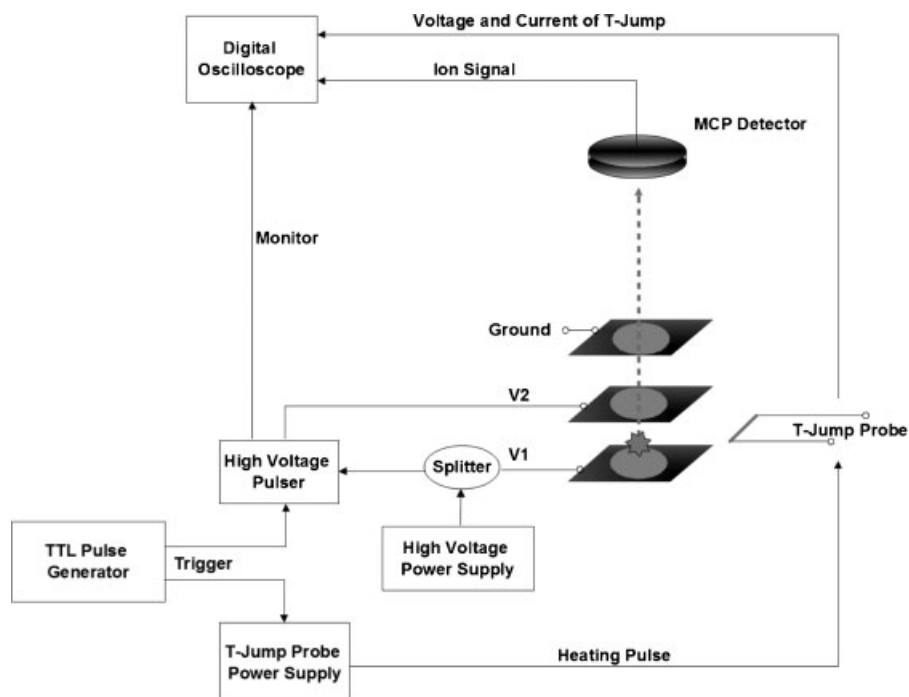 Voltage and Current of T-Jump
Digital
Oscilloscope
Ion Signal
MCP Detector
Monitor
Ground
V2
T-Jump Probe
High Voltage
Pulser
Splitter
V1
TTL Pulse
Generator
Trigger
High Voltage
Power Supply
T-Jump Probe
Power Supply
Heating Pulse